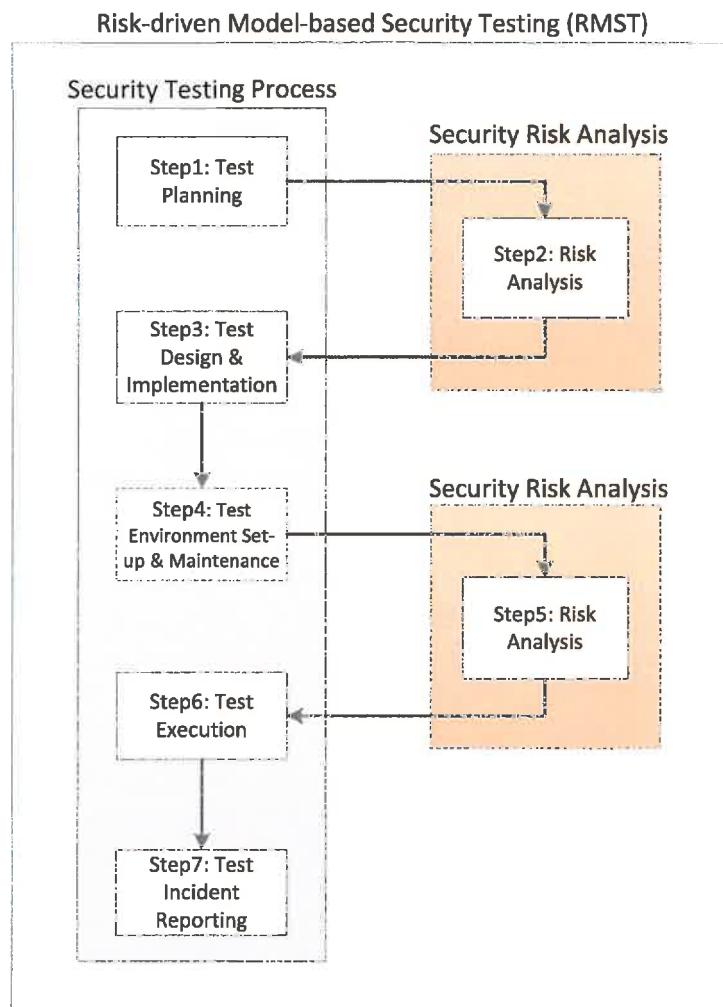 Risk-driven Model-based Security Testing (RMST)
Security Testing Process
Security Risk Analysis
Step1: Test
Planning
Step2: Risk
Analysis
Step3: Test
Design &
Implementation
Security Risk Analysis
Step4: Test
Environment Set-
up & Maintenance
Step5: Risk
Analysis
Step6: Test
Execution
Step7: Test
Incident
Reporting